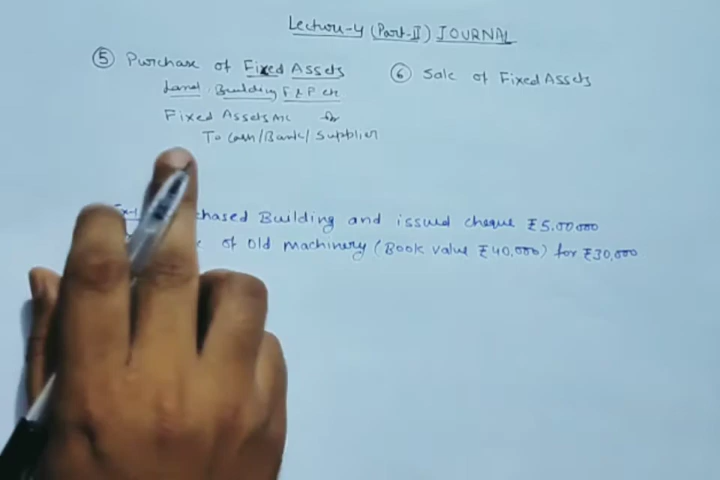 Lecture-4 (Part-II) JOURNAL
⑤ Purchase of Fixed Assets
Land, Building F&F etc
Fixed Assets A/c Dr
To Cash/Bank/Supplier
⑥ Sale of Fixed Assets
Ex-1 chased Building and issued cheque ₹5,00,000
of Old machinery (Book value ₹40,000) for ₹30,000